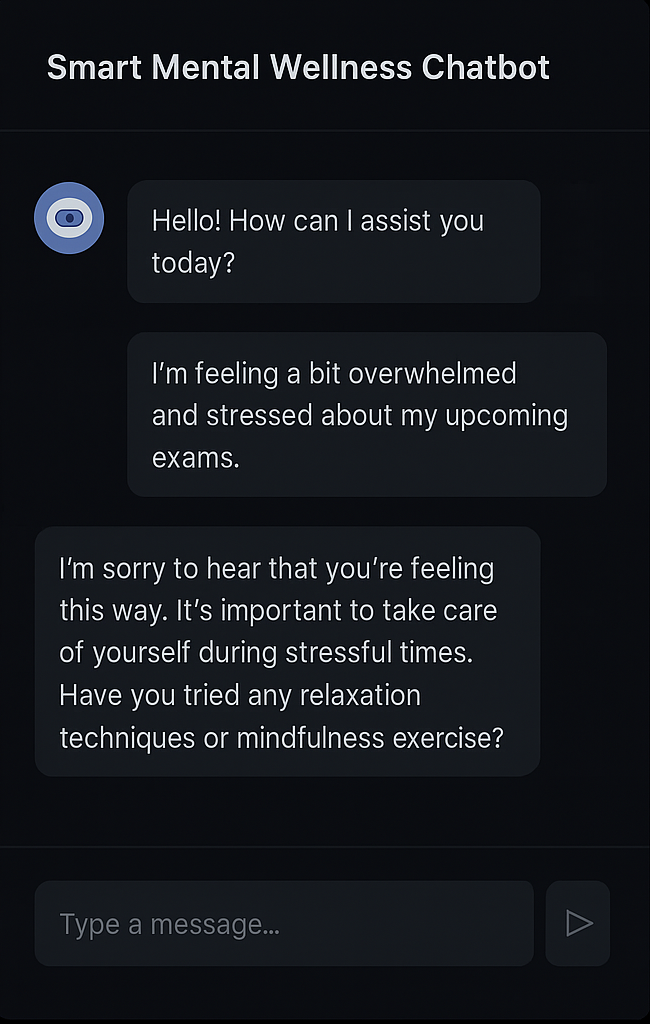 Smart Mental Wellness Chatbot
Hello! How can I assist you
today?
I'm feeling a bit overwhelmed
and stressed about my upcoming
exams.
I'm sorry to hear that you're feeling
this way. It's important to take care
of yourself during stressful times.
Have you tried any relaxation
techniques or mindfulness exercise?
Type a message...